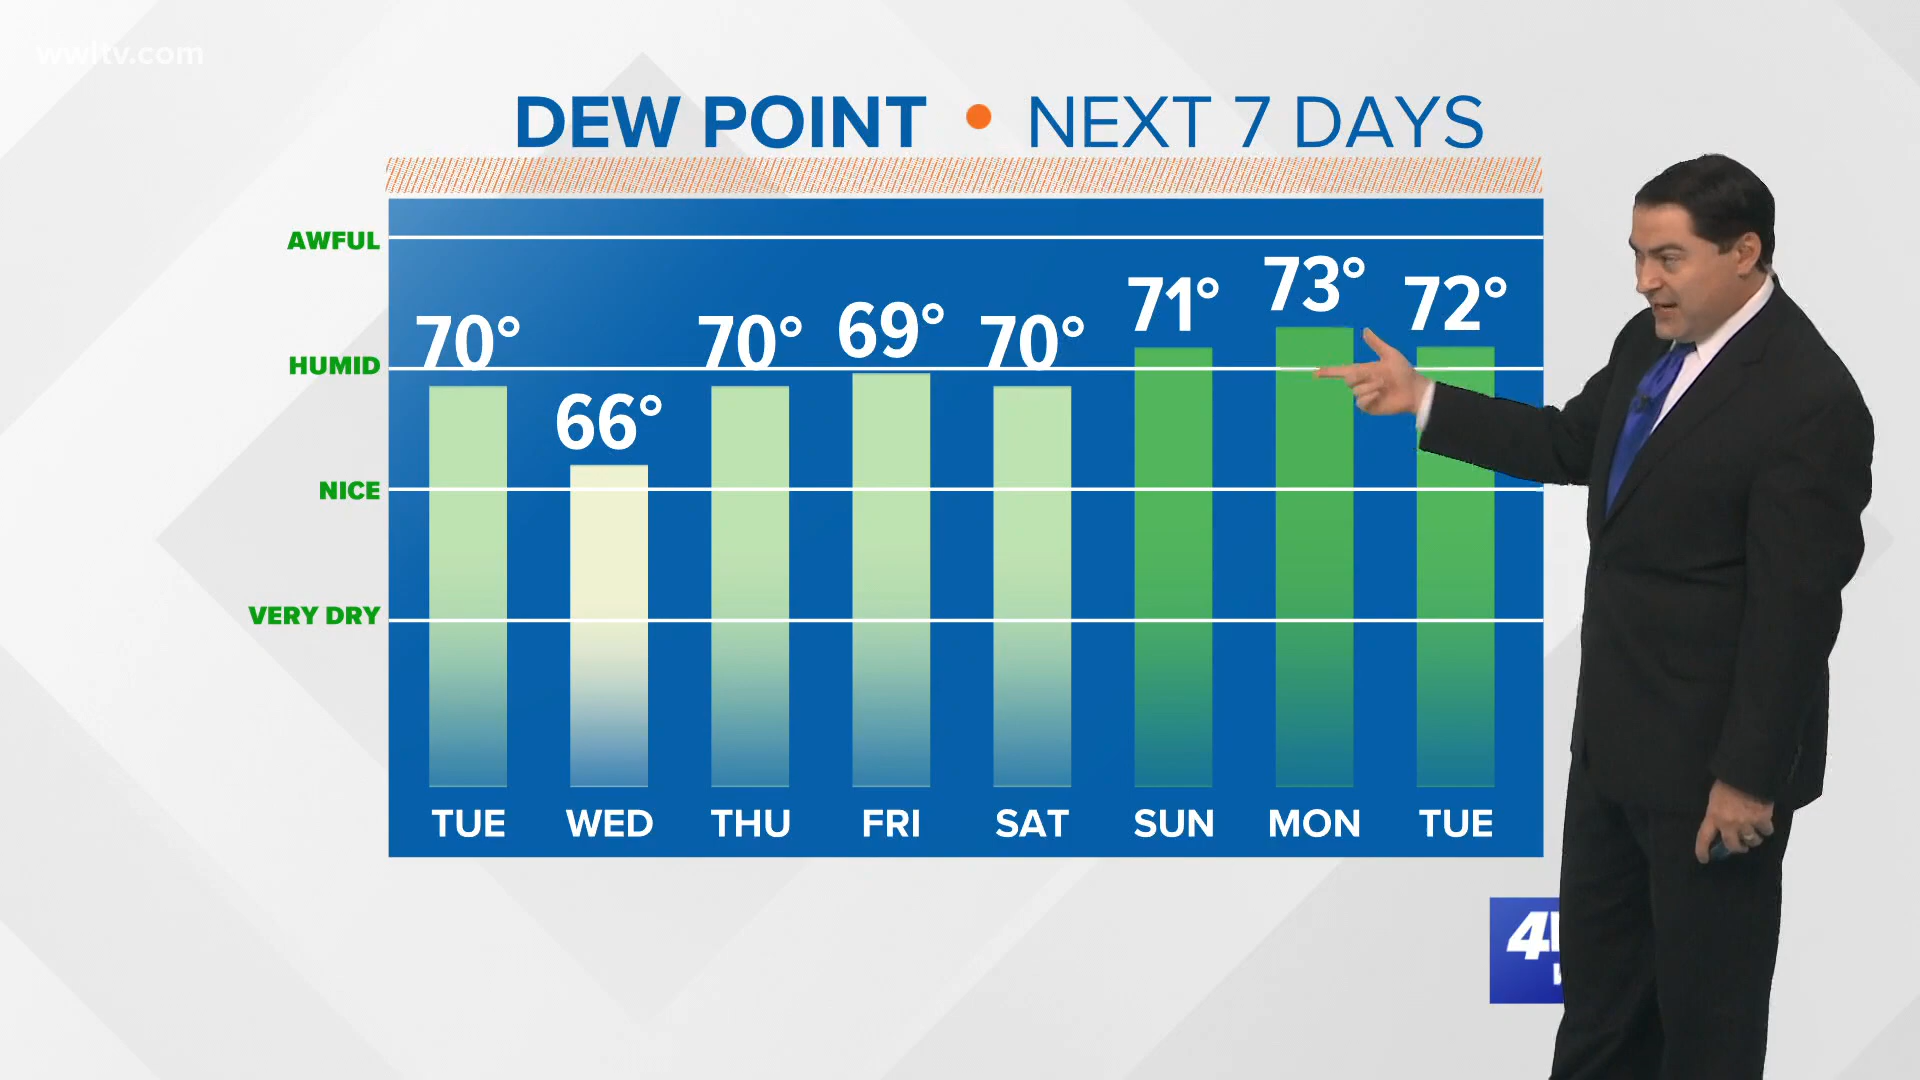 wwltv.com
DEW POINT • NEXT 7 DAYS
AWFUL
HUMID
NICE
VERY DRY
70° 66° 70° 69° 70° 71° 73° 72°
TUE WED THU FRI SAT SUN MON TUE
4